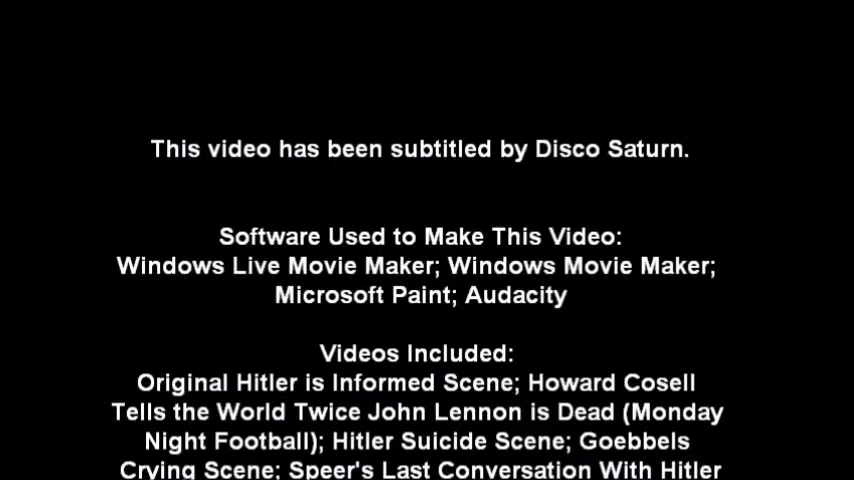 This video has been subtitled by Disco Saturn.
Software Used to Make This Video:
Windows Live Movie Maker; Windows Movie Maker;
Microsoft Paint; Audacity
Videos Included:
Original Hitler is Informed Scene; Howard Cosell
Tells the World Twice John Lennon is Dead (Monday
Night Football); Hitler Suicide Scene; Goebbels
Crying Scene; Speer's Last Conversation With Hitler